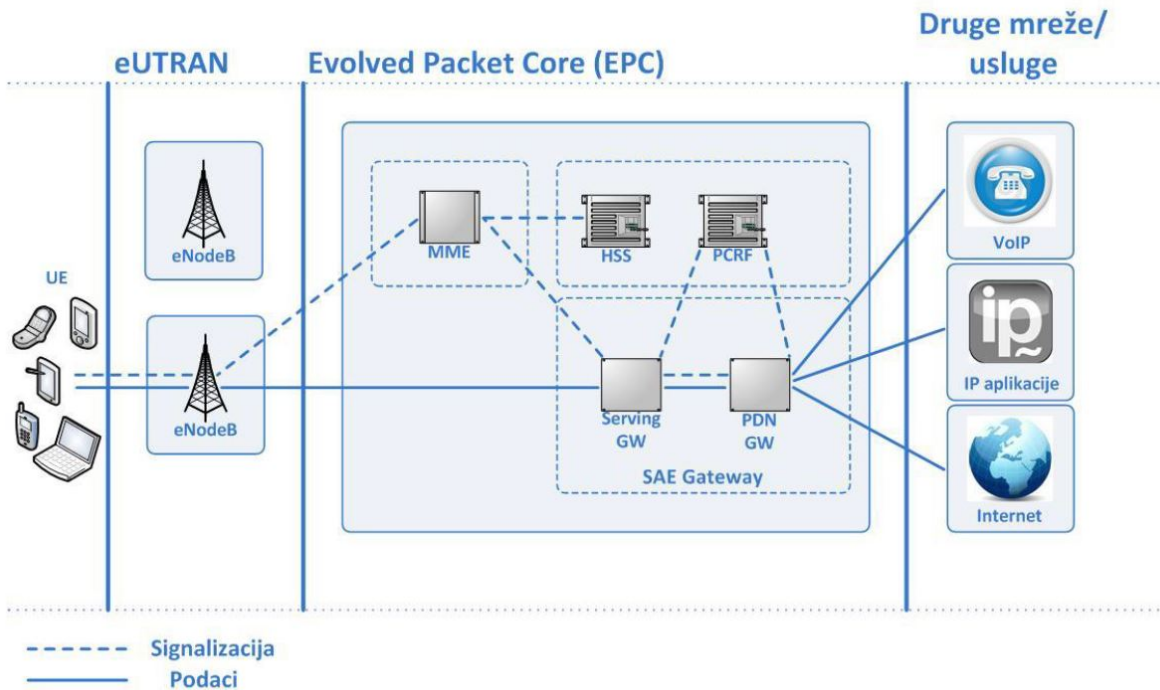 eUTRAN
Evolved Packet Core (EPC)
Druge mreže/
usluge
eNodeB
MME
HSS
PCRF
VoIP
UE
ip
~
IP aplikacije
eNodeB
Serving
GW
PDN
GW
SAE Gateway
Internet
Signalizacija
Podaci